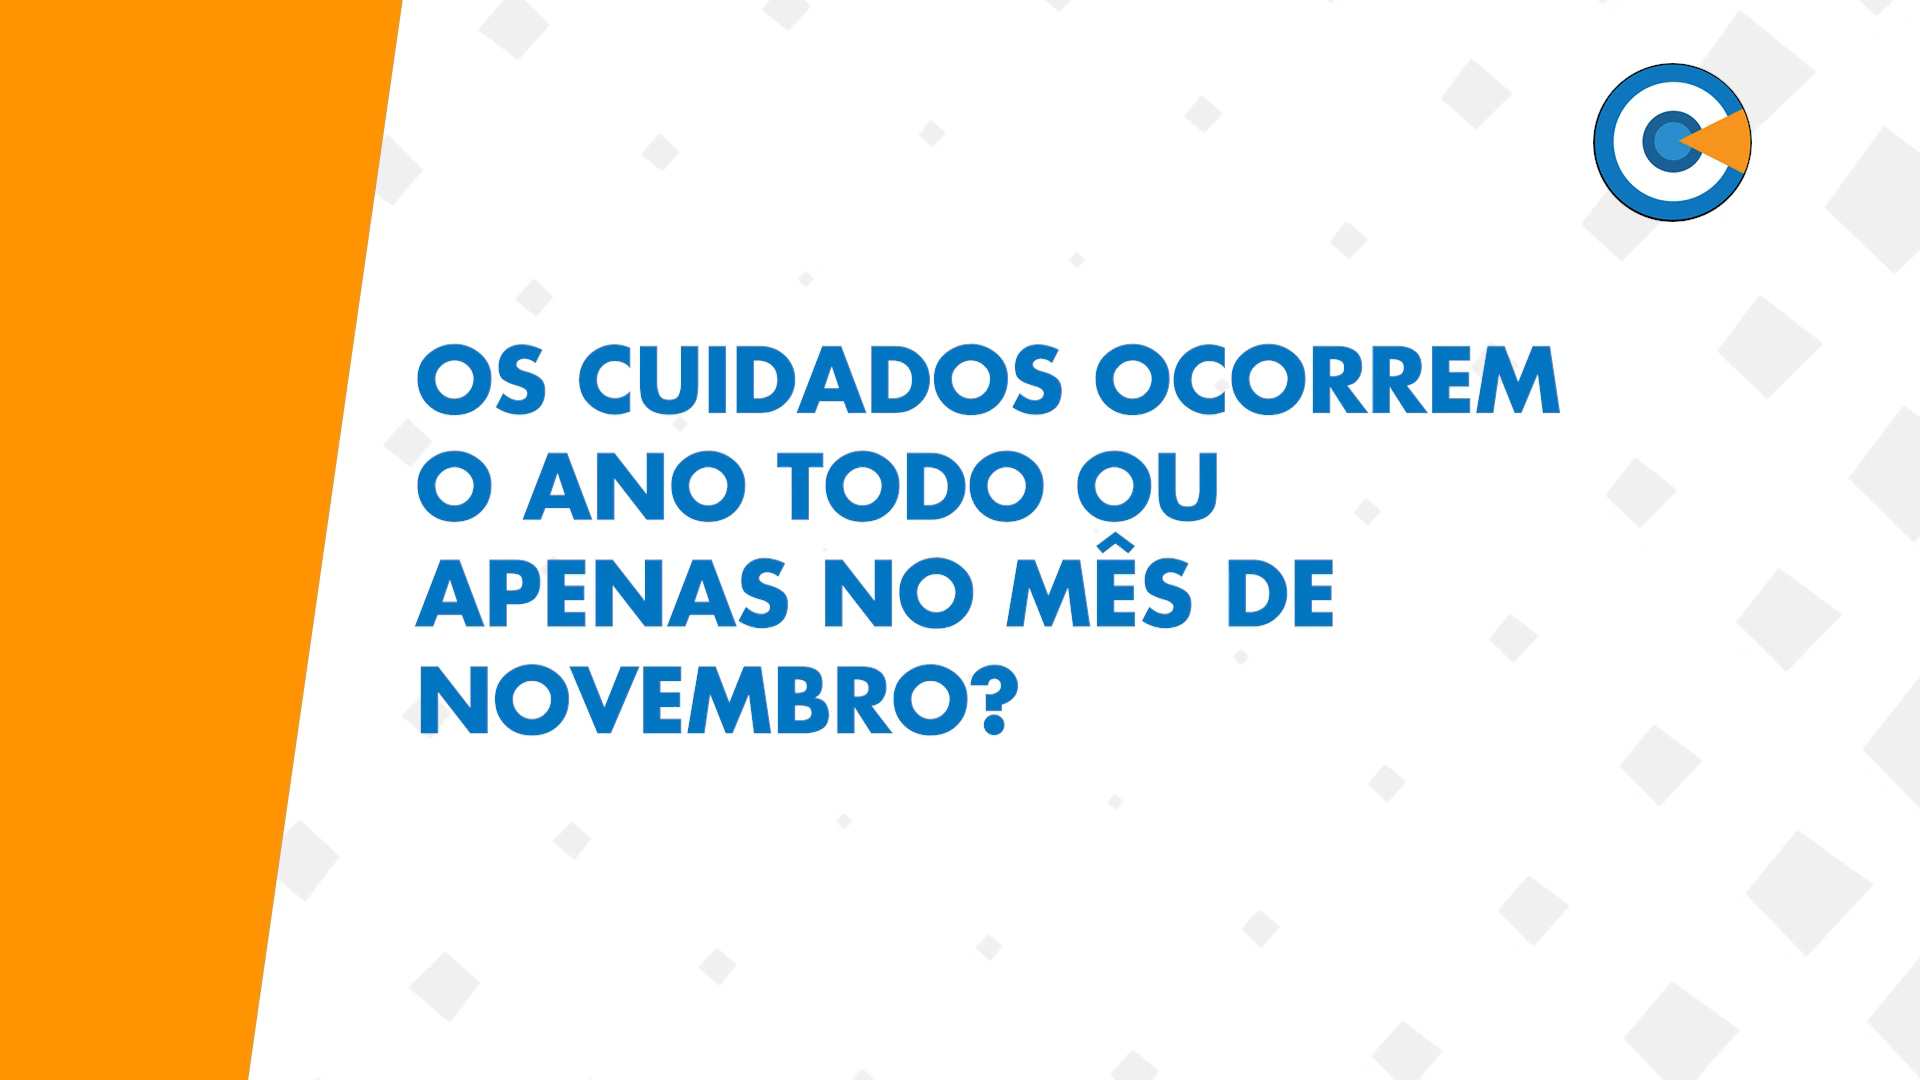 OS CUIDADOS OCORREM
O ANO TODO OU
APENAS NO MÊS DE
NOVEMBRO?